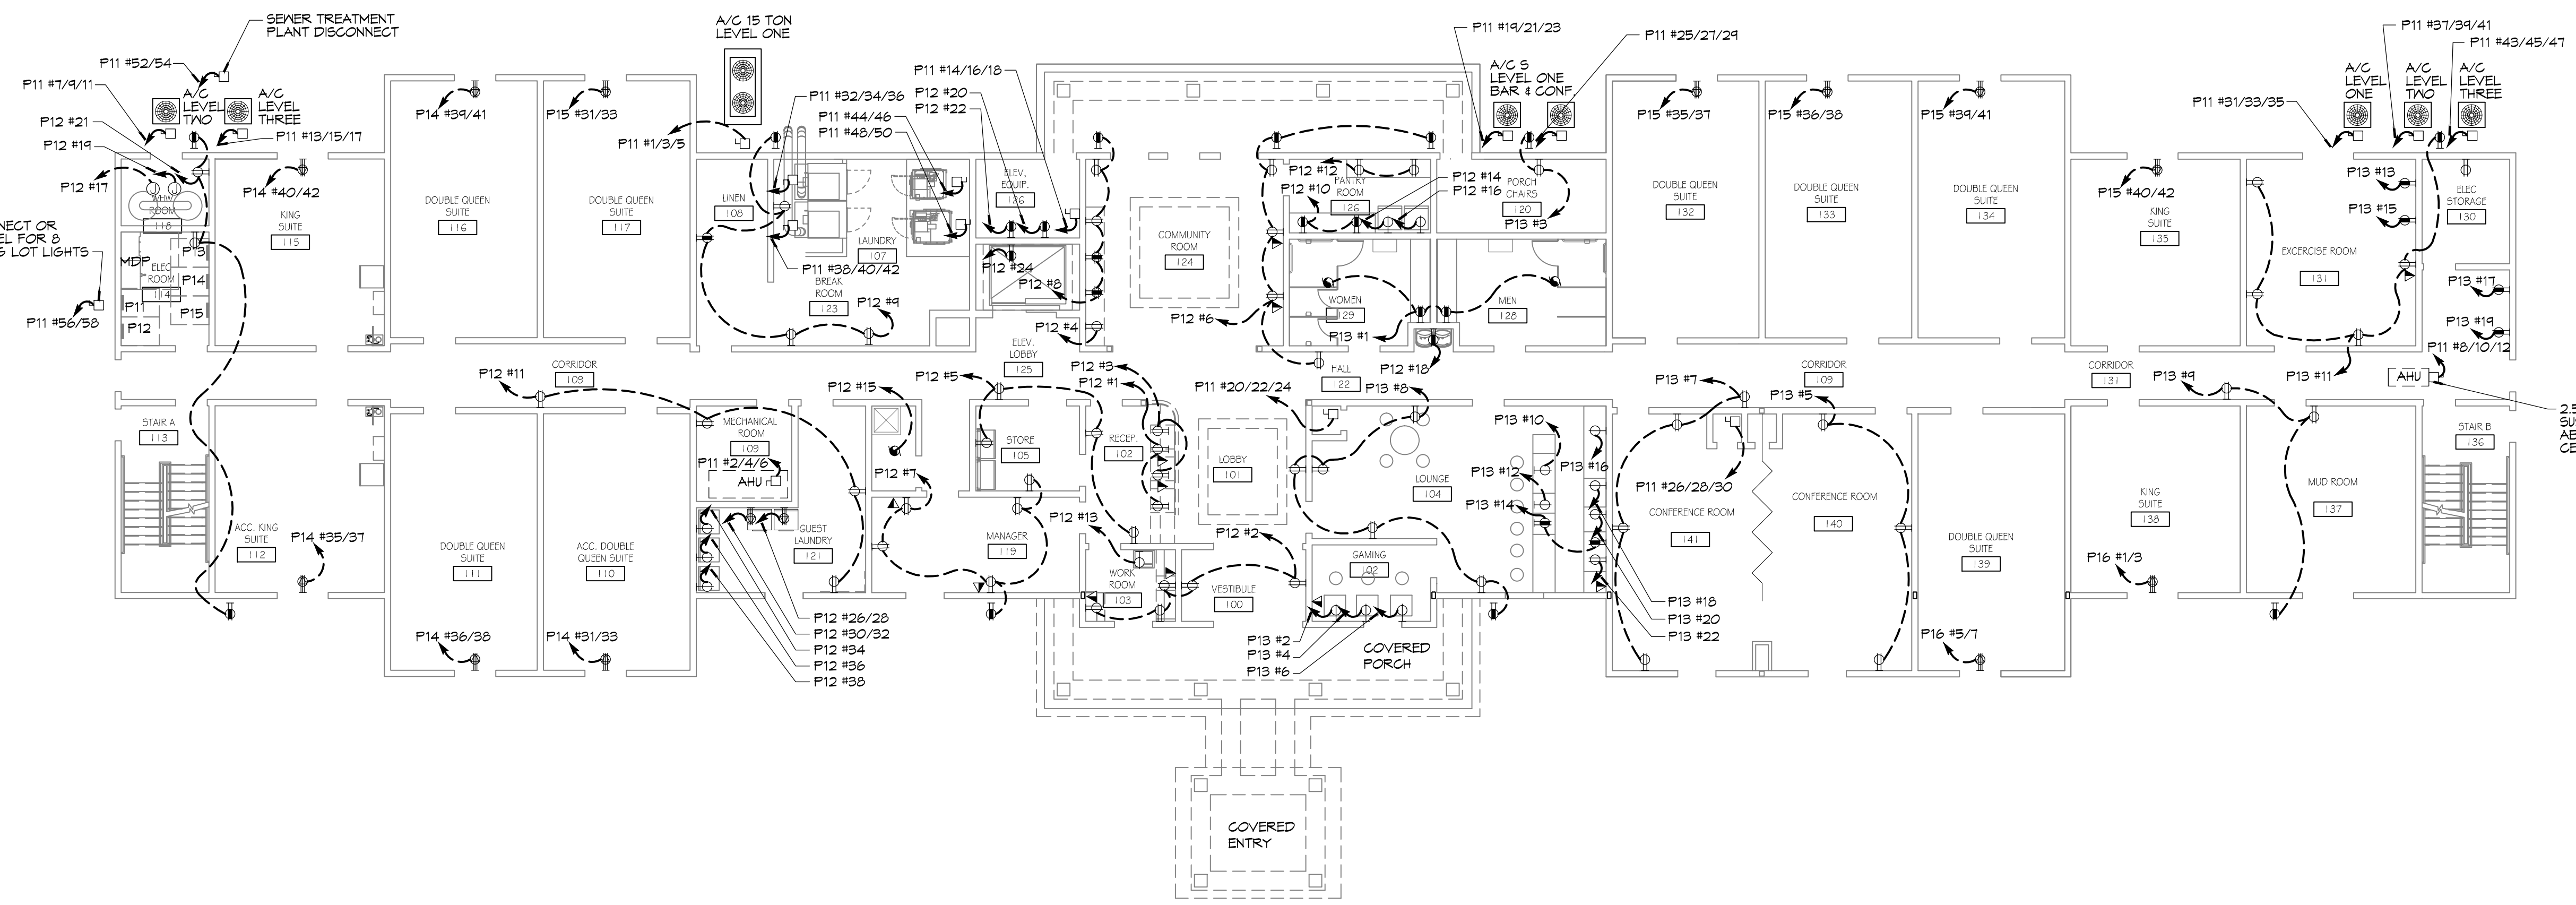 SEWER TREATMENT
PLANT DISCONNECT
P11 #52/54
P11 #7/9/11
A/C
LEVEL
TWO
A/C
LEVEL
THREE
P12 #21
P12 #19
P11 #13/15/17
P12 #17
P14 #40/42
KING
SUITE
115
WHW
ROOM
118
NECT OR
EL FOR 8
G LOT LIGHTS
MDP
P13
P14
ELEC
ROOM
114
P11
P12
P15
P11 #56/58
STAIR A
113
ACC. KING
SUITE
112
P14 #35/37
P14 #39/41
DOUBLE QUEEN
SUITE
116
P15 #31/33
DOUBLE QUEEN
SUITE
117
CORRIDOR
109
P12 #11
DOUBLE QUEEN
SUITE
111
P14 #36/38
ACC. DOUBLE
QUEEN SUITE
110
P14 #31/33
A/C 15 TON
LEVEL ONE
P11 #1/3/5
P11 #32/34/36
P11 #44/46
P11 #48/50
LINEN
108
LAUNDRY
107
P11 #38/40/42
BREAK
ROOM
123
P12 #9
P11 #14/16/18
P12 #20
P12 #22
ELEV.
EQUIP.
126
P12 #24
P12 #8
P12 #4
ELEV.
LOBBY
125
P12 #3
P12 #1
P12 #5
P12 #15
MECHANICAL
ROOM
109
P11 #2/4/6
AHU
P12 #7
STORE
105
RECEP.
102
GUEST
LAUNDRY
121
MANAGER
119
P12 #13
WORK
ROOM
103
P12 #26/28
P12 #30/32
P12 #34
P12 #36
P12 #38
COMMUNITY
ROOM
124
P12 #6
P12 #12
P12 #10
PANTRY
ROOM
126
P12 #14
P12 #16
P11 #19/21/23
A/C S
LEVEL ONE
BAR & CONF.
P11 #25/27/29
PORCH
CHAIRS
120
P13 #3
WOMEN
129
MEN
128
P13 #1
P12 #18
HALL
122
P11 #20/22/24
P13 #8
LOBBY
101
LOUNGE
104
P12 #2
VESTIBULE
100
GAMING
102
P13 #2
P13 #4
P13 #6
COVERED
PORCH
COVERED
ENTRY
P13 #10
P13 #12
P13 #14
P13 #16
P13 #18
P13 #20
P13 #22
P15 #35/37
DOUBLE QUEEN
SUITE
132
P15 #36/38
DOUBLE QUEEN
SUITE
133
P15 #39/41
DOUBLE QUEEN
SUITE
134
P13 #7
P13 #5
CORRIDOR
109
P11 #26/28/30
CONFERENCE ROOM
141
CONFERENCE ROOM
140
DOUBLE QUEEN
SUITE
139
P16 #5/7
P15 #40/42
KING
SUITE
135
CORRIDOR
131
P13 #9
KING
SUITE
138
P16 #1/3
P11 #37/39/41
P11 #43/45/47
A/C
LEVEL
ONE
A/C
LEVEL
TWO
A/C
LEVEL
THREE
P11 #31/33/35
P13 #13
P13 #15
EXCERCISE ROOM
131
ELEC
STORAGE
130
P13 #17
P13 #19
P11 #8/10/12
P13 #11
AHU
MUD ROOM
137
STAIR B
136
2.5
SUS
CE